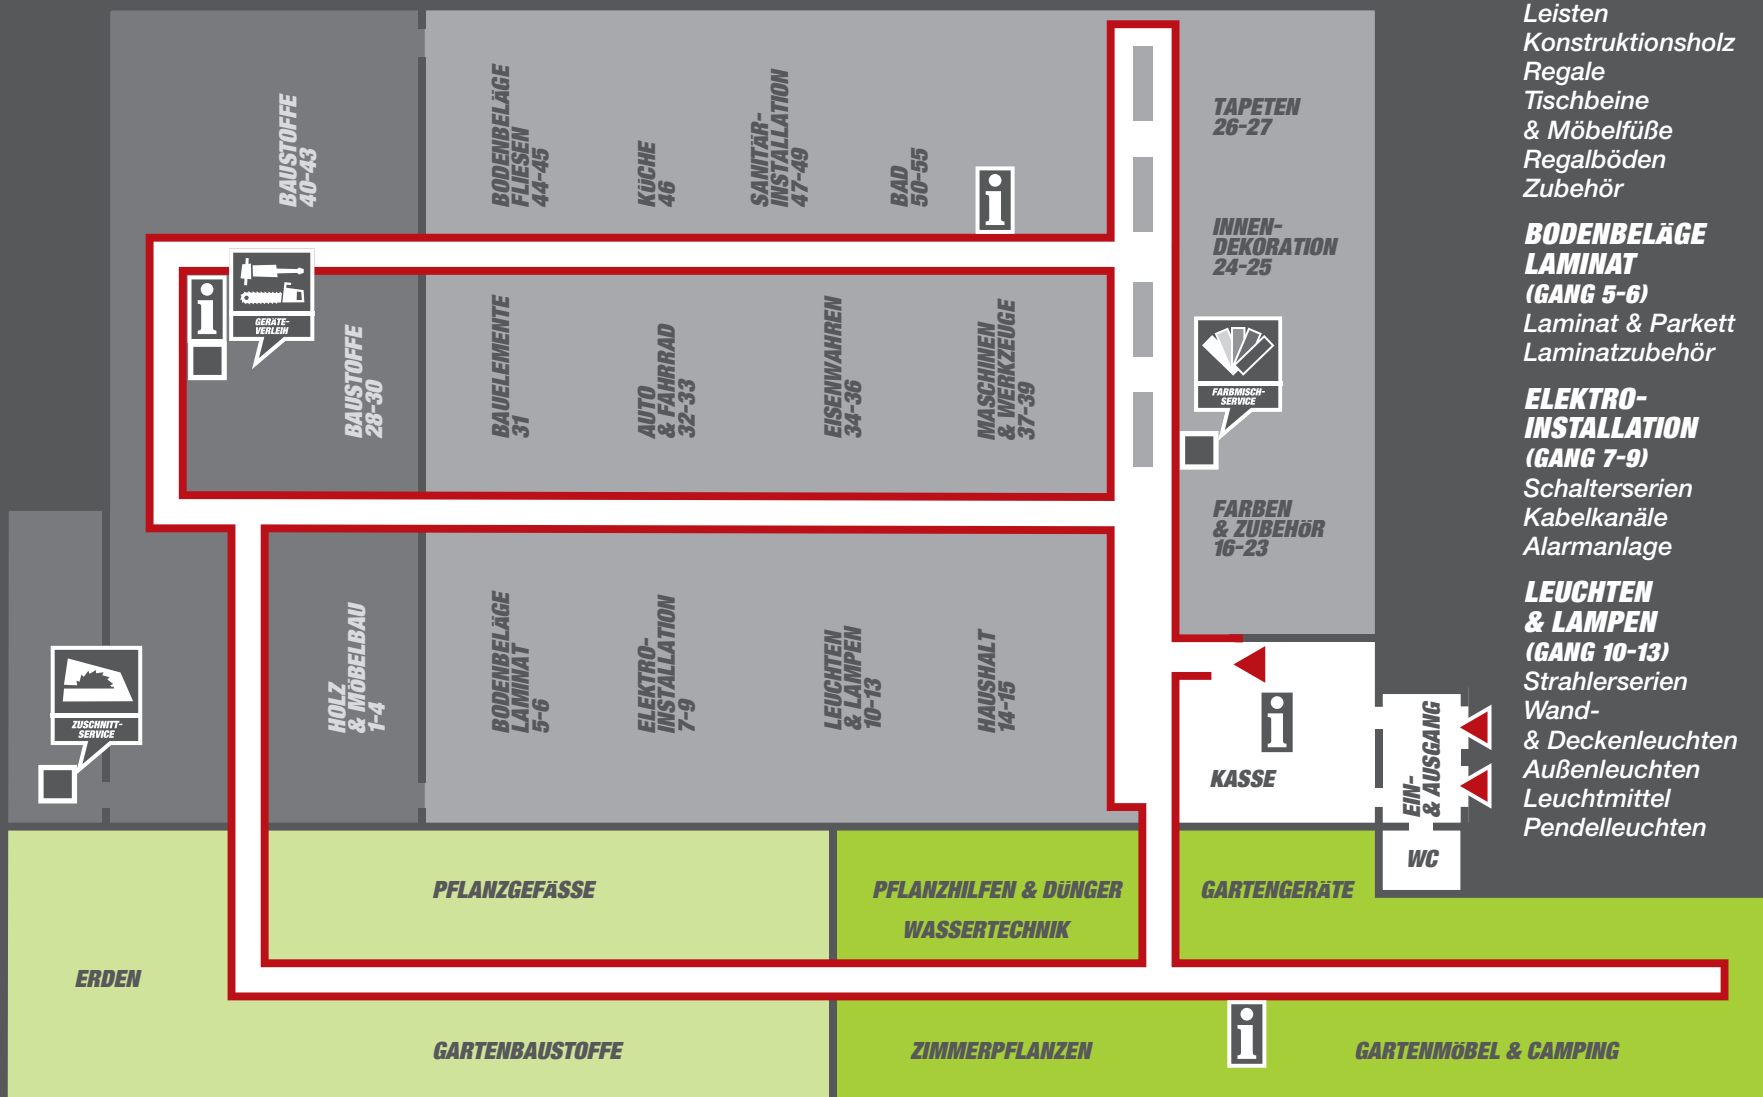 BAUSTOFFE
40-43
BODENBELÄGE
FLIESEN
44-45
KÜCHE
46
SANITÄR-
INSTALLATION
47-49
BAD
50-55
i
TAPETEN
26-27
INNEN-
DEKORATION
24-25
i
GERÄTE-
VERLEIH
BAUSTOFFE
28-30
BAUELEMENTE
31
AUTO
& FAHRRAD
32-33
EISENWAHREN
34-36
MASCHINEN
& WERKZEUGE
37-39
FARBMISCH-
SERVICE
FARBEN
& ZUBEHÖR
16-23
ZUSCHNITT-
SERVICE
HOLZ
& MÖBELBAU
1-4
BODENBELÄGE
LAMINAT
5-6
ELEKTRO-
INSTALLATION
7-9
LEUCHTEN
& LAMPEN
10-13
HAUSHALT
14-15
i
KASSE
EIN-
& AUSGANG
WC
PFLANZGEFÄSSE
PFLANZHILFEN & DÜNGER
WASSERTECHNIK
GARTENGERÄTE
ERDEN
GARTENBAUSTOFFE
ZIMMERPFLANZEN
i
GARTENMÖBEL & CAMPING
Leisten
Konstruktionsholz
Regale
Tischbeine
& Möbelfüße
Regalböden
Zubehör
BODENBELÄGE
LAMINAT
(GANG 5-6)
Laminat & Parkett
Laminatzubehör
ELEKTRO-
INSTALLATION
(GANG 7-9)
Schalterserien
Kabelkanäle
Alarmanlage
LEUCHTEN
& LAMPEN
(GANG 10-13)
Strahlerserien
Wand-
& Deckenleuchten
Außenleuchten
Leuchtmittel
Pendelleuchten